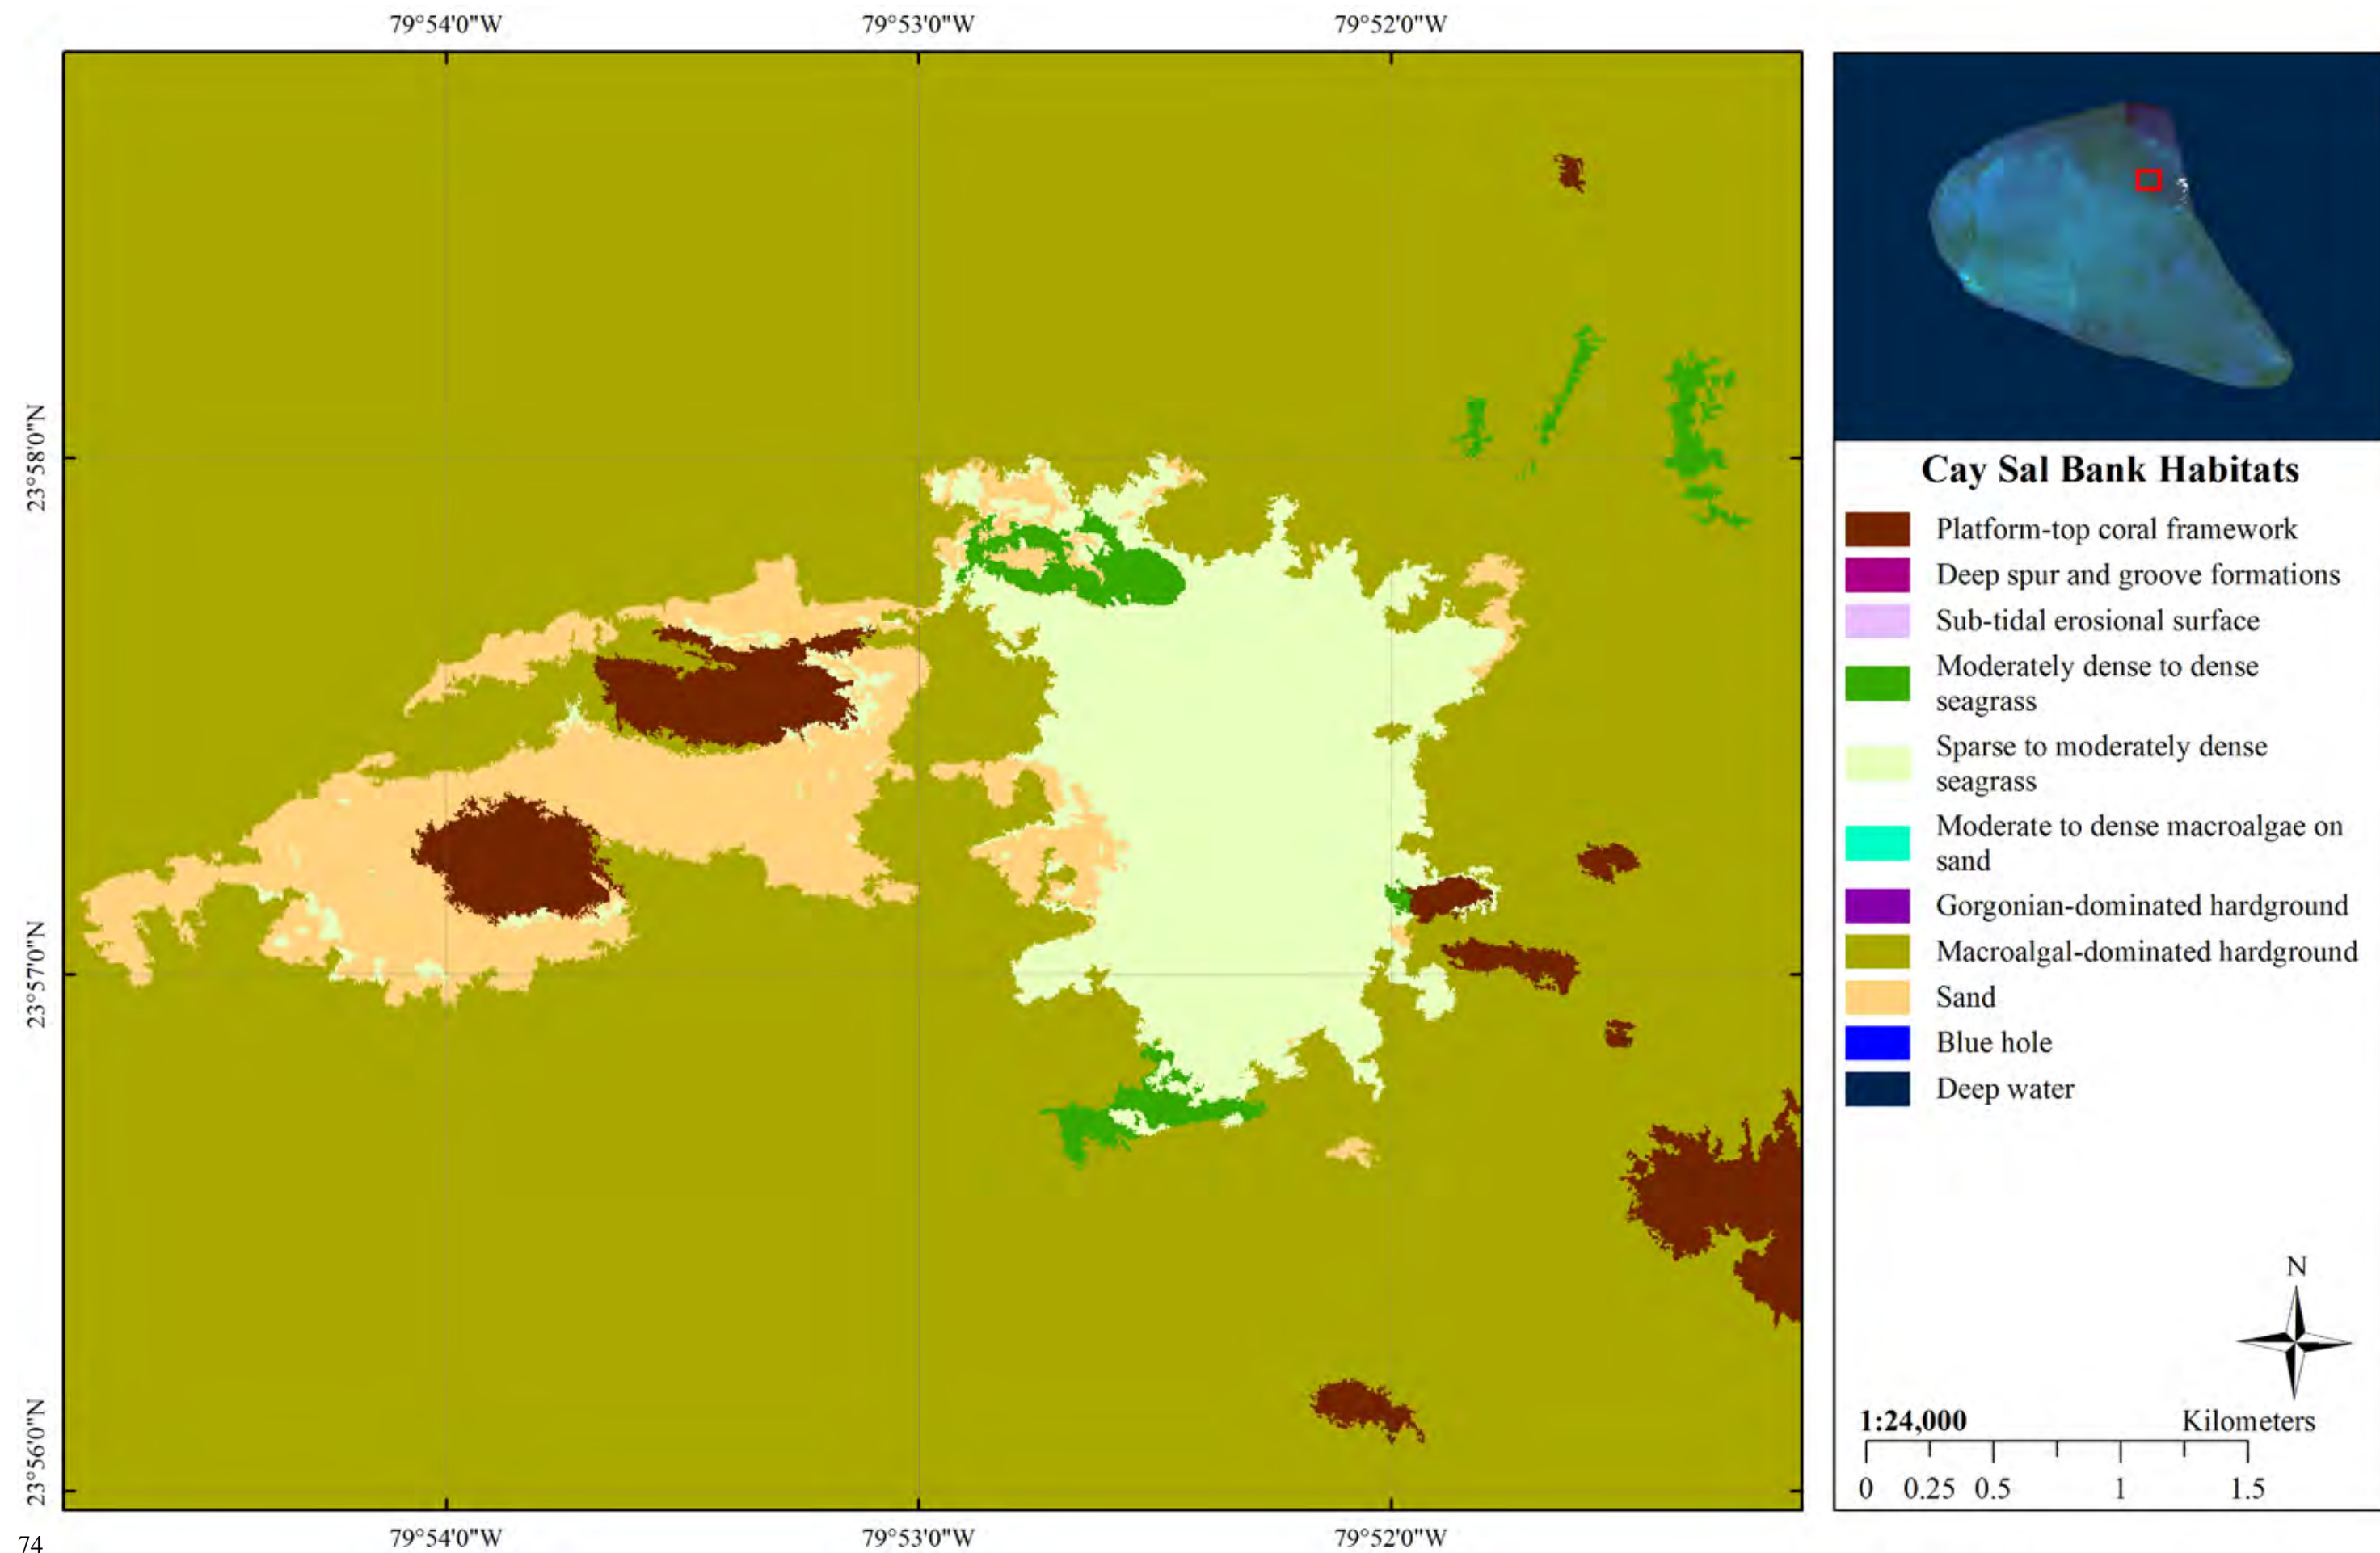 79°54'0"W 79°53'0"W 79°52'0"W
23°58'0"N
23°57'0"N
23°56'0"N
79°54'0"W 79°53'0"W 79°52'0"W
Cay Sal Bank Habitats
Platform-top coral framework
Deep spur and groove formations
Sub-tidal erosional surface
Moderately dense to dense
seagrass
Sparse to moderately dense
seagrass
Moderate to dense macroalgae on
sand
Gorgonian-dominated hardground
Macroalgal-dominated hardground
Sand
Blue hole
Deep water
N
1:24,000 Kilometers
0 0.25 0.5 1 1.5
74